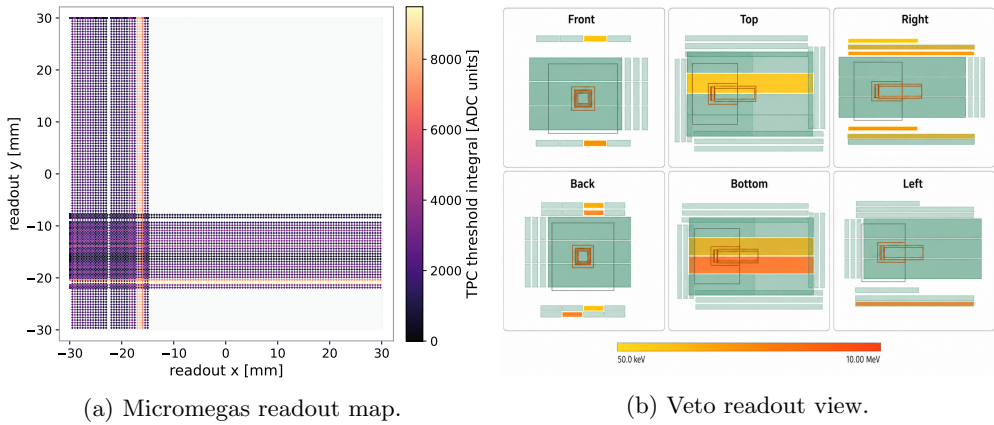 30
20
10
0
−10
−20
−30
readout y [mm]
−30 −20 −10 0 10 20 30
readout x [mm]
8000
6000
4000
2000
0
TPC threshold integral [ADC units]
(a) Micromegas readout map.
Front Top Right
Back Bottom Left
50.0 keV 10.00 MeV
(b) Veto readout view.